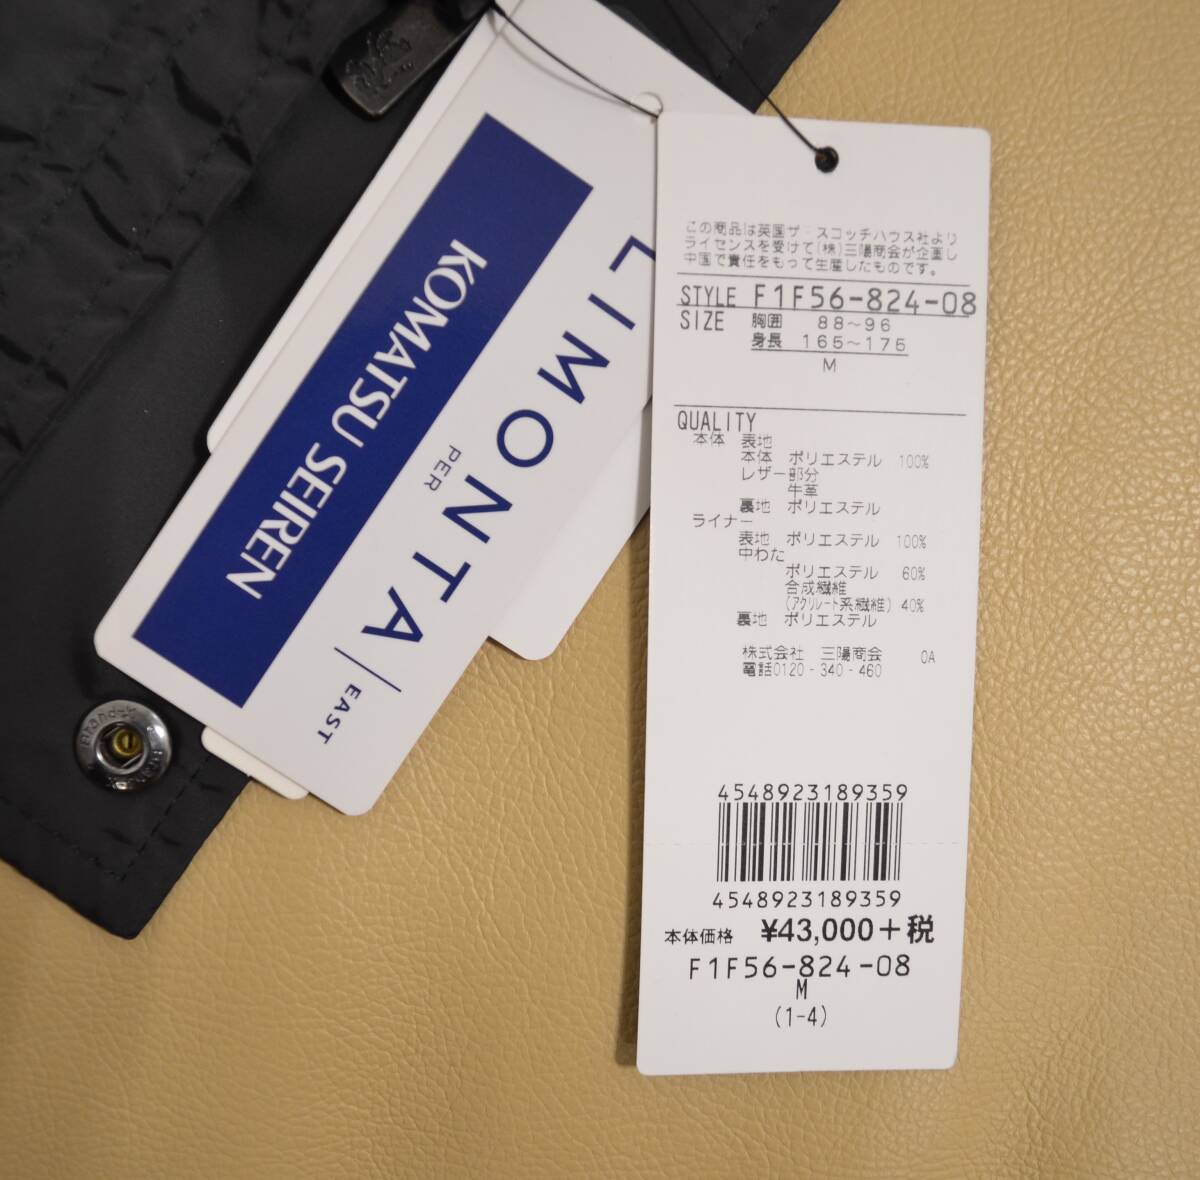 KOMATSU SEIREN
LIMONTA
PER
EAST
この商品は英国ザ・スコッチハウス社より
ライセンスを受けて(株)三陽商会が企画し
中国で責任をもって生産したものです。
STYLE F1F56-824-08
SIZE 胸囲 88~96
身長 165~175
M
QUALITY
本体 表地
本体 ポリエステル 100%
レザー部分
牛革
裏地 ポリエステル
ライナー
表地 ポリエステル 100%
中わた
ポリエステル 60%
合成繊維
(アクリレート系繊維) 40%
裏地 ポリエステル
株式会社 三陽商会 0A
電話0120-340-460
4548923189359
4548923189359
本体価格 ¥43,000+税
F1F56-824-08
M
(1-4)